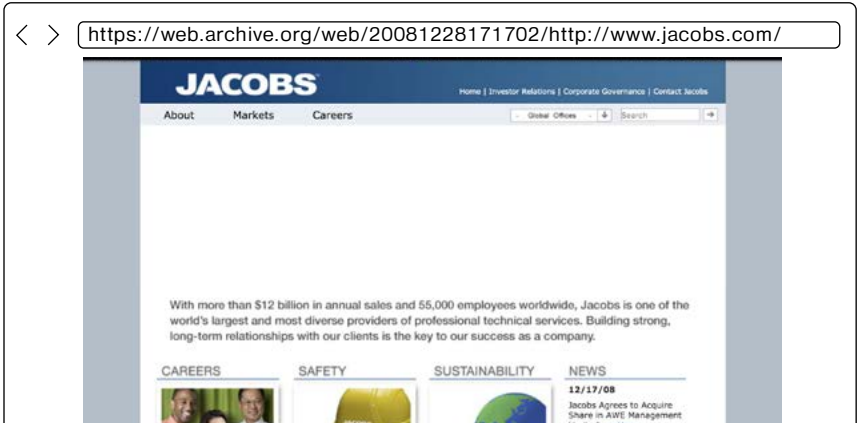 https://web.archive.org/web/20081228171702/http://www.jacobs.com/
JACOBS
Home | Investor Relations | Corporate Governance | Contact Jacobs
About Markets Careers - Global Offices - Search
With more than $12 billion in annual sales and 55,000 employees worldwide, Jacobs is one of the
world's largest and most diverse providers of professional technical services. Building strong,
long-term relationships with our clients is the key to our success as a company.
CAREERS SAFETY SUSTAINABILITY NEWS
12/17/08
Jacobs Agrees to Acquire
Share in AWE Management